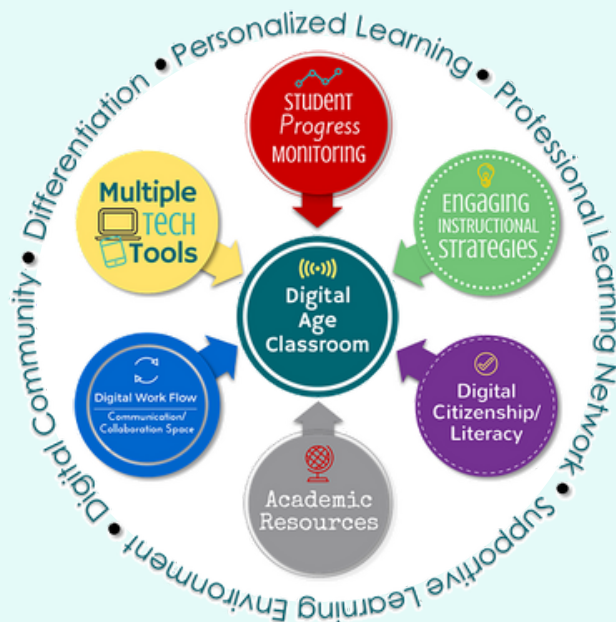 Personalized Learning • Professional Learning Network • Supportive Learning Environment • Digital Community • Differentiation •
STUDENT
Progress
MONITORING
Multiple
TECH
Tools
ENGAGING
INSTRUCTIONAL
STRATEGIES
Digital
Age
Classroom
Digital Work Flow
Communication/
Collaboration Space
Digital
Citizenship/
Literacy
Academic
Resources